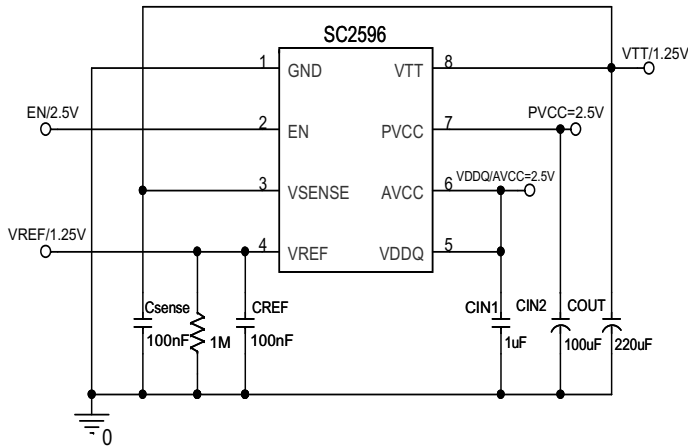 SC2596
1 GND VTT 8 VTT/1.25V
EN/2.5V 2 EN PVCC 7 PVCC=2.5V
3 VSENSE AVCC 6 VDDQ/AVCC=2.5V
VREF/1.25V 4 VREF VDDQ 5
Csense CREF CIN1 CIN2 COUT
100nF 1M 100nF 1uF 100uF 220uF
0